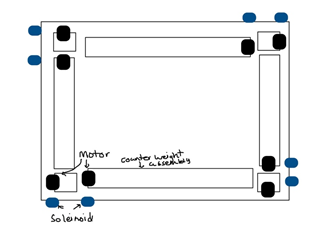 Motor
counter weight
assembly
Solenoid